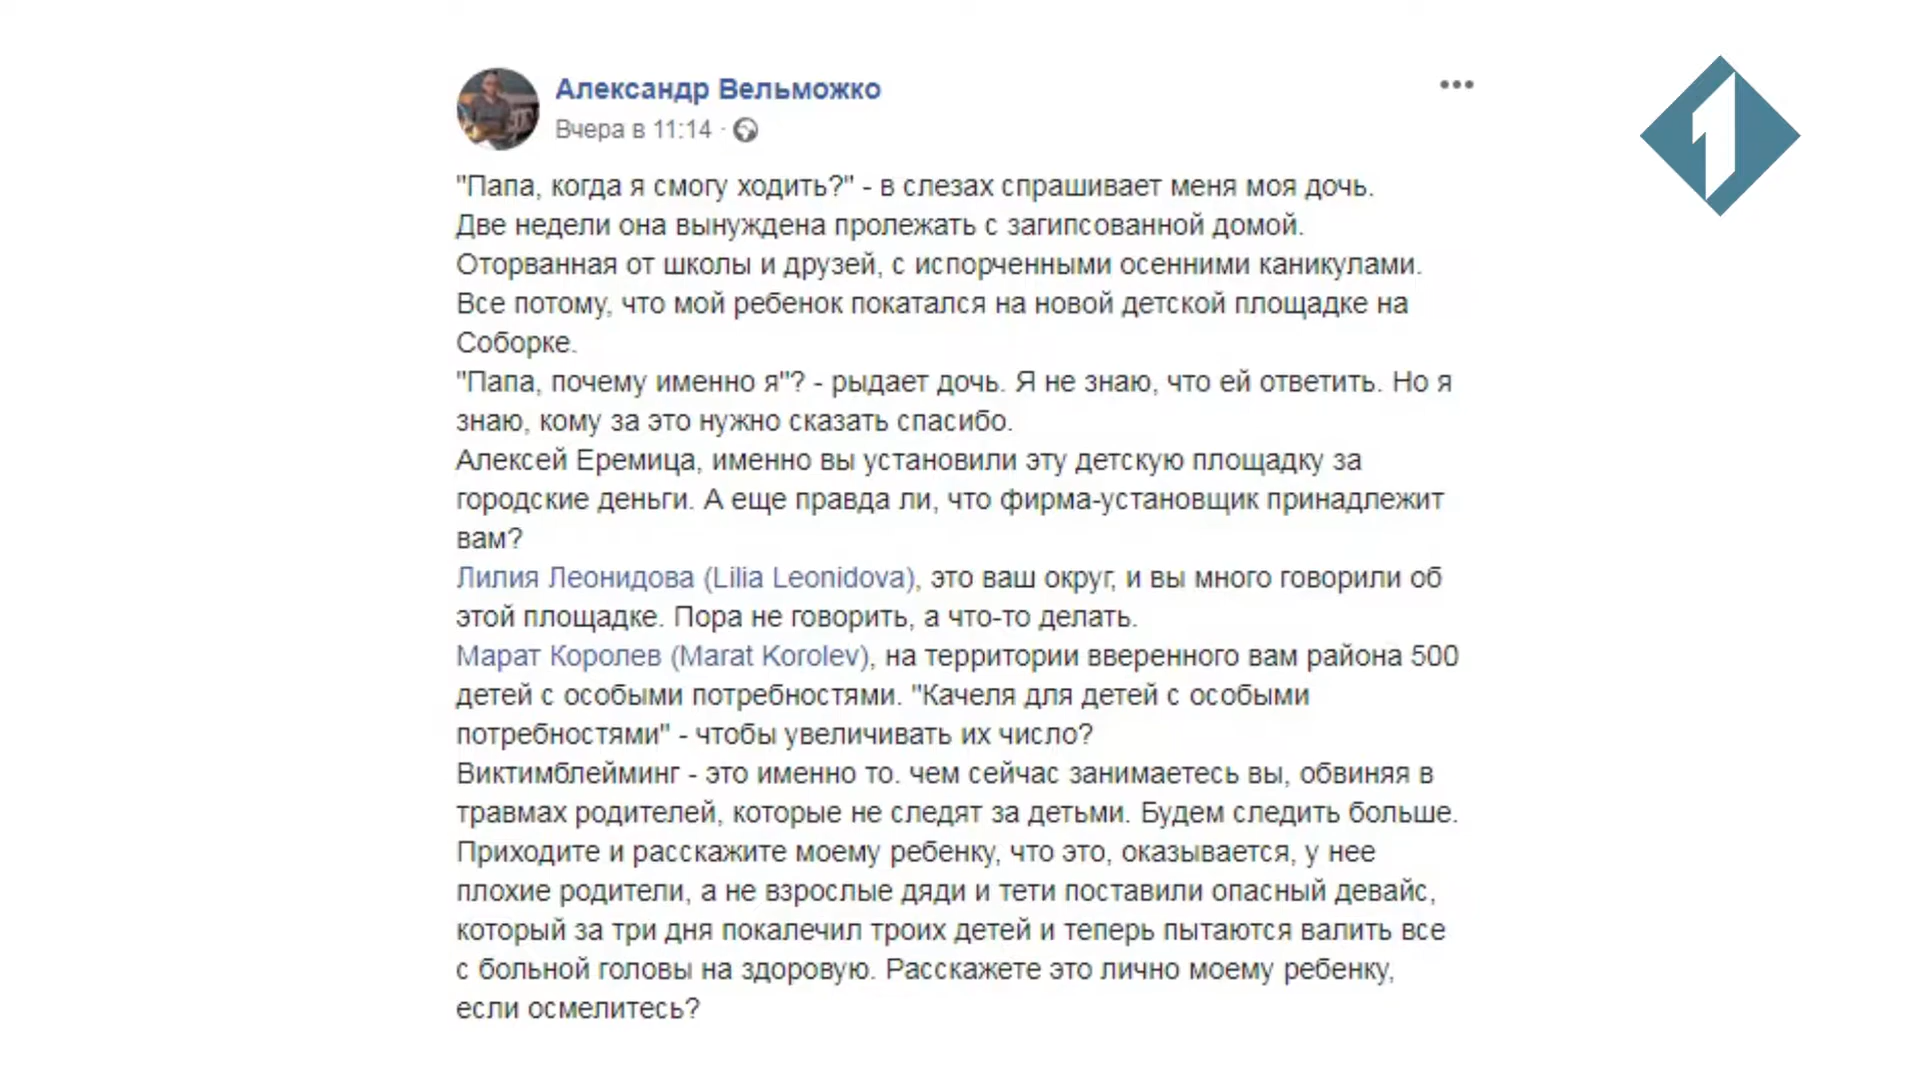 Александр Вельможко
Вчера в 11:14 ·
"Папа, когда я смогу ходить?" - в слезах спрашивает меня моя дочь.
Две недели она вынуждена пролежать с загипсованной домой.
Оторванная от школы и друзей, с испорченными осенними каникулами.
Все потому, что мой ребенок покатался на новой детской площадке на
Соборке.
"Папа, почему именно я"? - рыдает дочь. Я не знаю, что ей ответить. Но я
знаю, кому за это нужно сказать спасибо.
Алексей Еремица, именно вы установили эту детскую площадку за
городские деньги. А еще правда ли, что фирма-установщик принадлежит
вам?
Лилия Леонидова (Lilia Leonidova), это ваш округ, и вы много говорили об
этой площадке. Пора не говорить, а что-то делать.
Марат Королев (Marat Korolev), на территории вверенного вам района 500
детей с особыми потребностями. "Качеля для детей с особыми
потребностями" - чтобы увеличивать их число?
Виктимблейминг - это именно то. чем сейчас занимаетесь вы, обвиняя в
травмах родителей, которые не следят за детьми. Будем следить больше.
Приходите и расскажите моему ребенку, что это, оказывается, у нее
плохие родители, а не взрослые дяди и тети поставили опасный девайс,
который за три дня покалечил троих детей и теперь пытаются валить все
с больной головы на здоровую. Расскажете это лично моему ребенку,
если осмелитесь?
1